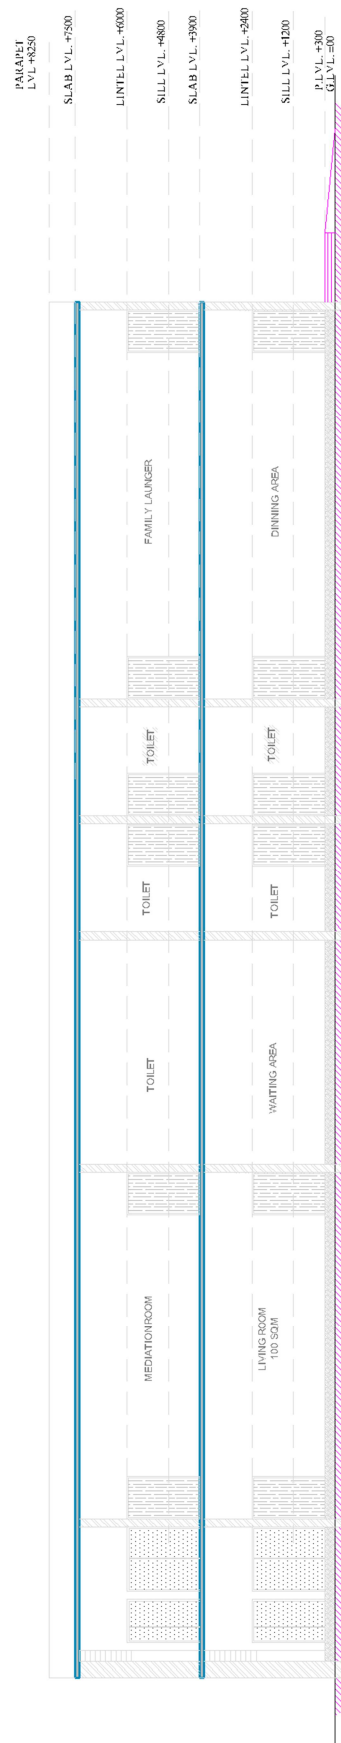 PARAPET
LVL +8250
SLAB LVL. +7500
LINTEL LVL. +6000
SILL LVL. +4800
SLAB LVL. +3900
LINTEL LVL. +2400
SILL LVL. +1200
P.LVL. +300
G.LVL. =00
FAMILY LAUNGER
DINNING AREA
TOILET
TOILET
TOILET
TOILET
TOILET
WAITING AREA
MEDIATIONROOM
LIVING ROOM
100 SQM